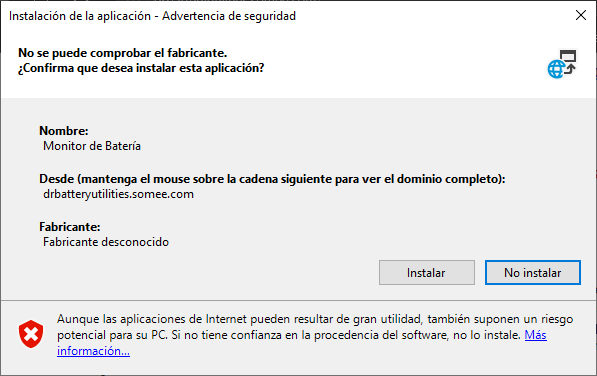 Instalación de la aplicación - Advertencia de seguridad
No se puede comprobar el fabricante.
¿Confirma que desea instalar esta aplicación?
Nombre:
Monitor de Batería
Desde (mantenga el mouse sobre la cadena siguiente para ver el dominio completo):
drbatteryutilities.somee.com
Fabricante:
Fabricante desconocido
Instalar
No instalar
Aunque las aplicaciones de Internet pueden resultar de gran utilidad, también suponen un riesgo
potencial para su PC. Si no tiene confianza en la procedencia del software, no lo instale. Más
información...